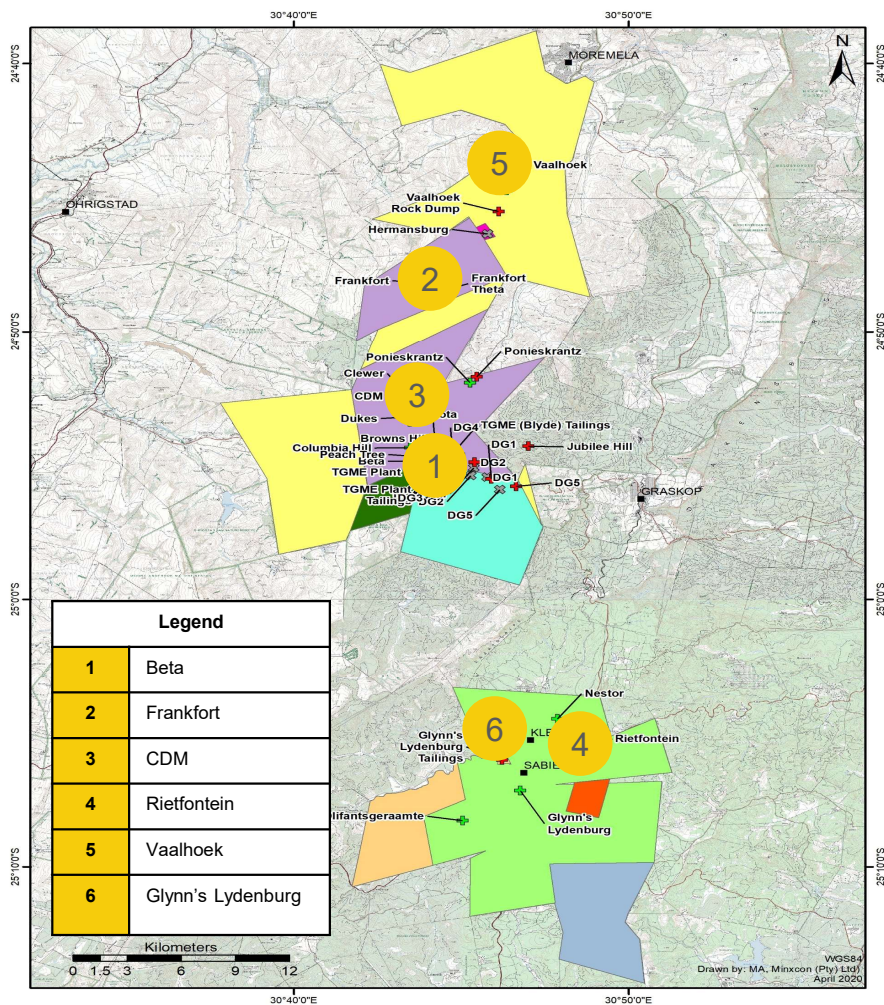 30°40'0"E
30°50'0"E
24°40'0"S
24°40'0"S
MOREMELA
N
5
Vaalhoek
Vaalhoek
Rock Dump
OHRIGSTAD
Hermansburg
Frankfort
2
Frankfort
Theta
24°50'0"S
24°50'0"S
Ponieskrantz
Ponieskrantz
Clewer
3
CDM
Dukes
DG4
TGME (Blyde) Tailings
Browns Hi
DG1
Columbia Hill
Jubilee Hill
Peach Tree
Beta
1
DG2
TGME Plant
DG1
DG5
TGME Plant
Tailings
DG3
DG2
DG5
GRASKOP
25°0'0"S
25°0'0"S
Legend
1 Beta
2 Frankfort
3 CDM
4 Rietfontein
5 Vaalhoek
6 Glynn's Lydenburg
Nestor
6
4
Glynn's
Lydenburg
Tailings
KLE
Rietfontein
SABIE
lifantsgeraamte
Glynn's
Lydenburg
25°10'0"S
25°10'0"S
Kilometers
0 1.5 3 6 9 12
WGS84
Drawn by: MA, Minxcon (Pty) Ltd
April 2020
30°40'0"E
30°50'0"E